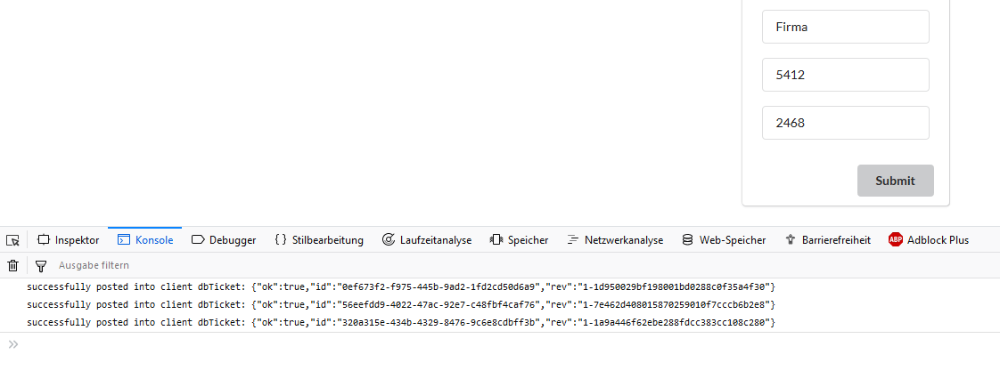 Firma
5412
2468
Submit
Inspektor Konsole Debugger { } Stilbearbeitung Laufzeitanalyse Speicher Netzwerkanalyse Web-Speicher Barrierefreiheit ABP Adblock Plus
Ausgabe filtern
successfully posted into client dbTicket: {"ok":true,"id":"0ef673f2-f975-445b-9ad2-1fd2cd50d6a9","rev":"1-1d950029bf198001bd0288c0f35a4f30"}
successfully posted into client dbTicket: {"ok":true,"id":"56eefdd9-4022-47ac-92e7-c48fbf4caf76","rev":"1-7e462d408015870259010f7cccb6b2e8"}
successfully posted into client dbTicket: {"ok":true,"id":"320a315e-434b-4329-8476-9c6e8cdbff3b","rev":"1-1a9a446f62ebe288fdcc383cc108c280"}